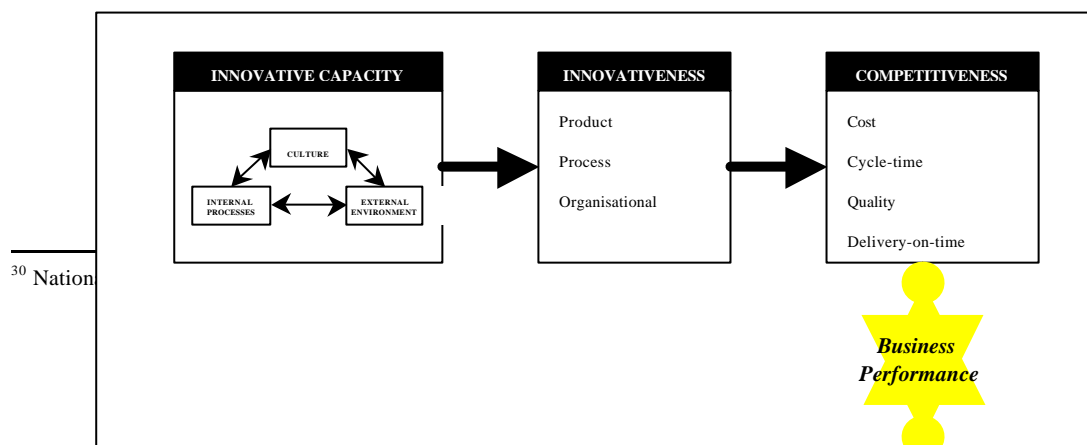 INNOVATIVE CAPACITY
CULTURE
INTERNAL
PROCESSES
EXTERNAL
ENVIRONMENT
INNOVATIVENESS
Product
Process
Organisational
COMPETITIVENESS
Cost
Cycle-time
Quality
Delivery-on-time
Business
Performance
30